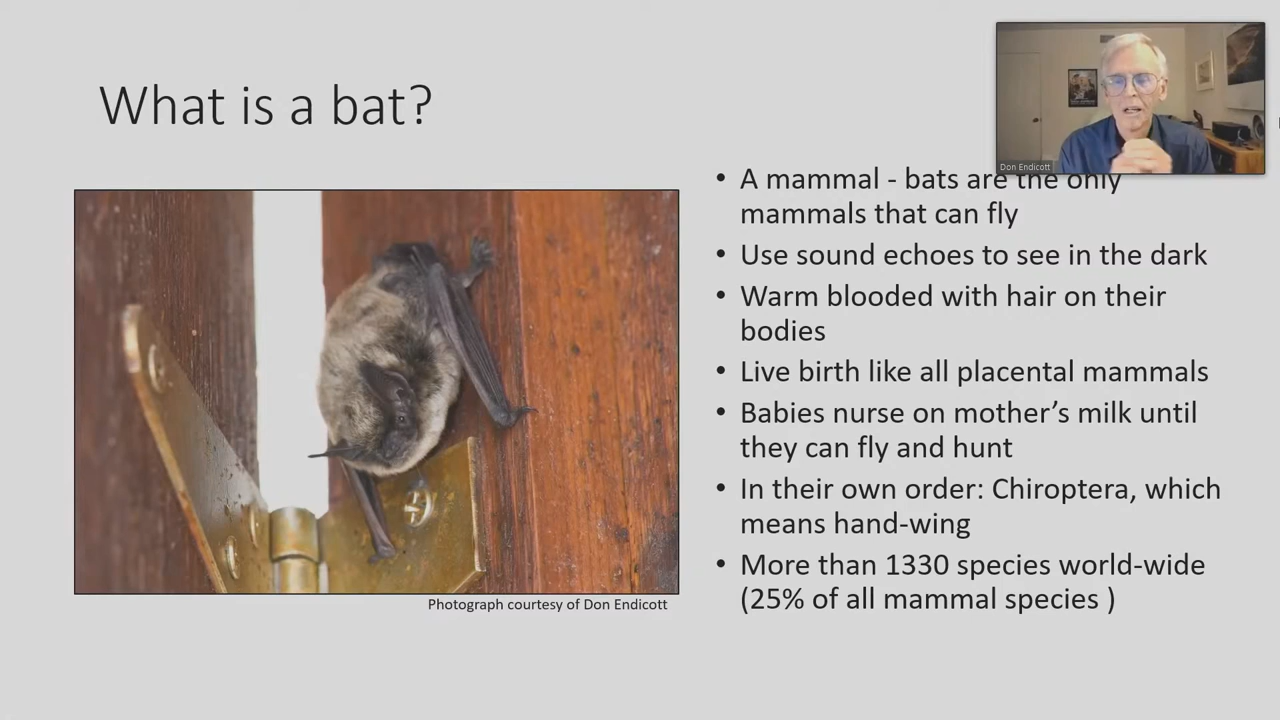 What is a bat?
Don Endicott
• A mammal - bats are the only
mammals that can fly
• Use sound echoes to see in the dark
• Warm blooded with hair on their
bodies
• Live birth like all placental mammals
• Babies nurse on mother’s milk until
they can fly and hunt
• In their own order: Chiroptera, which
means hand-wing
• More than 1330 species world-wide
(25% of all mammal species )
Photograph courtesy of Don Endicott